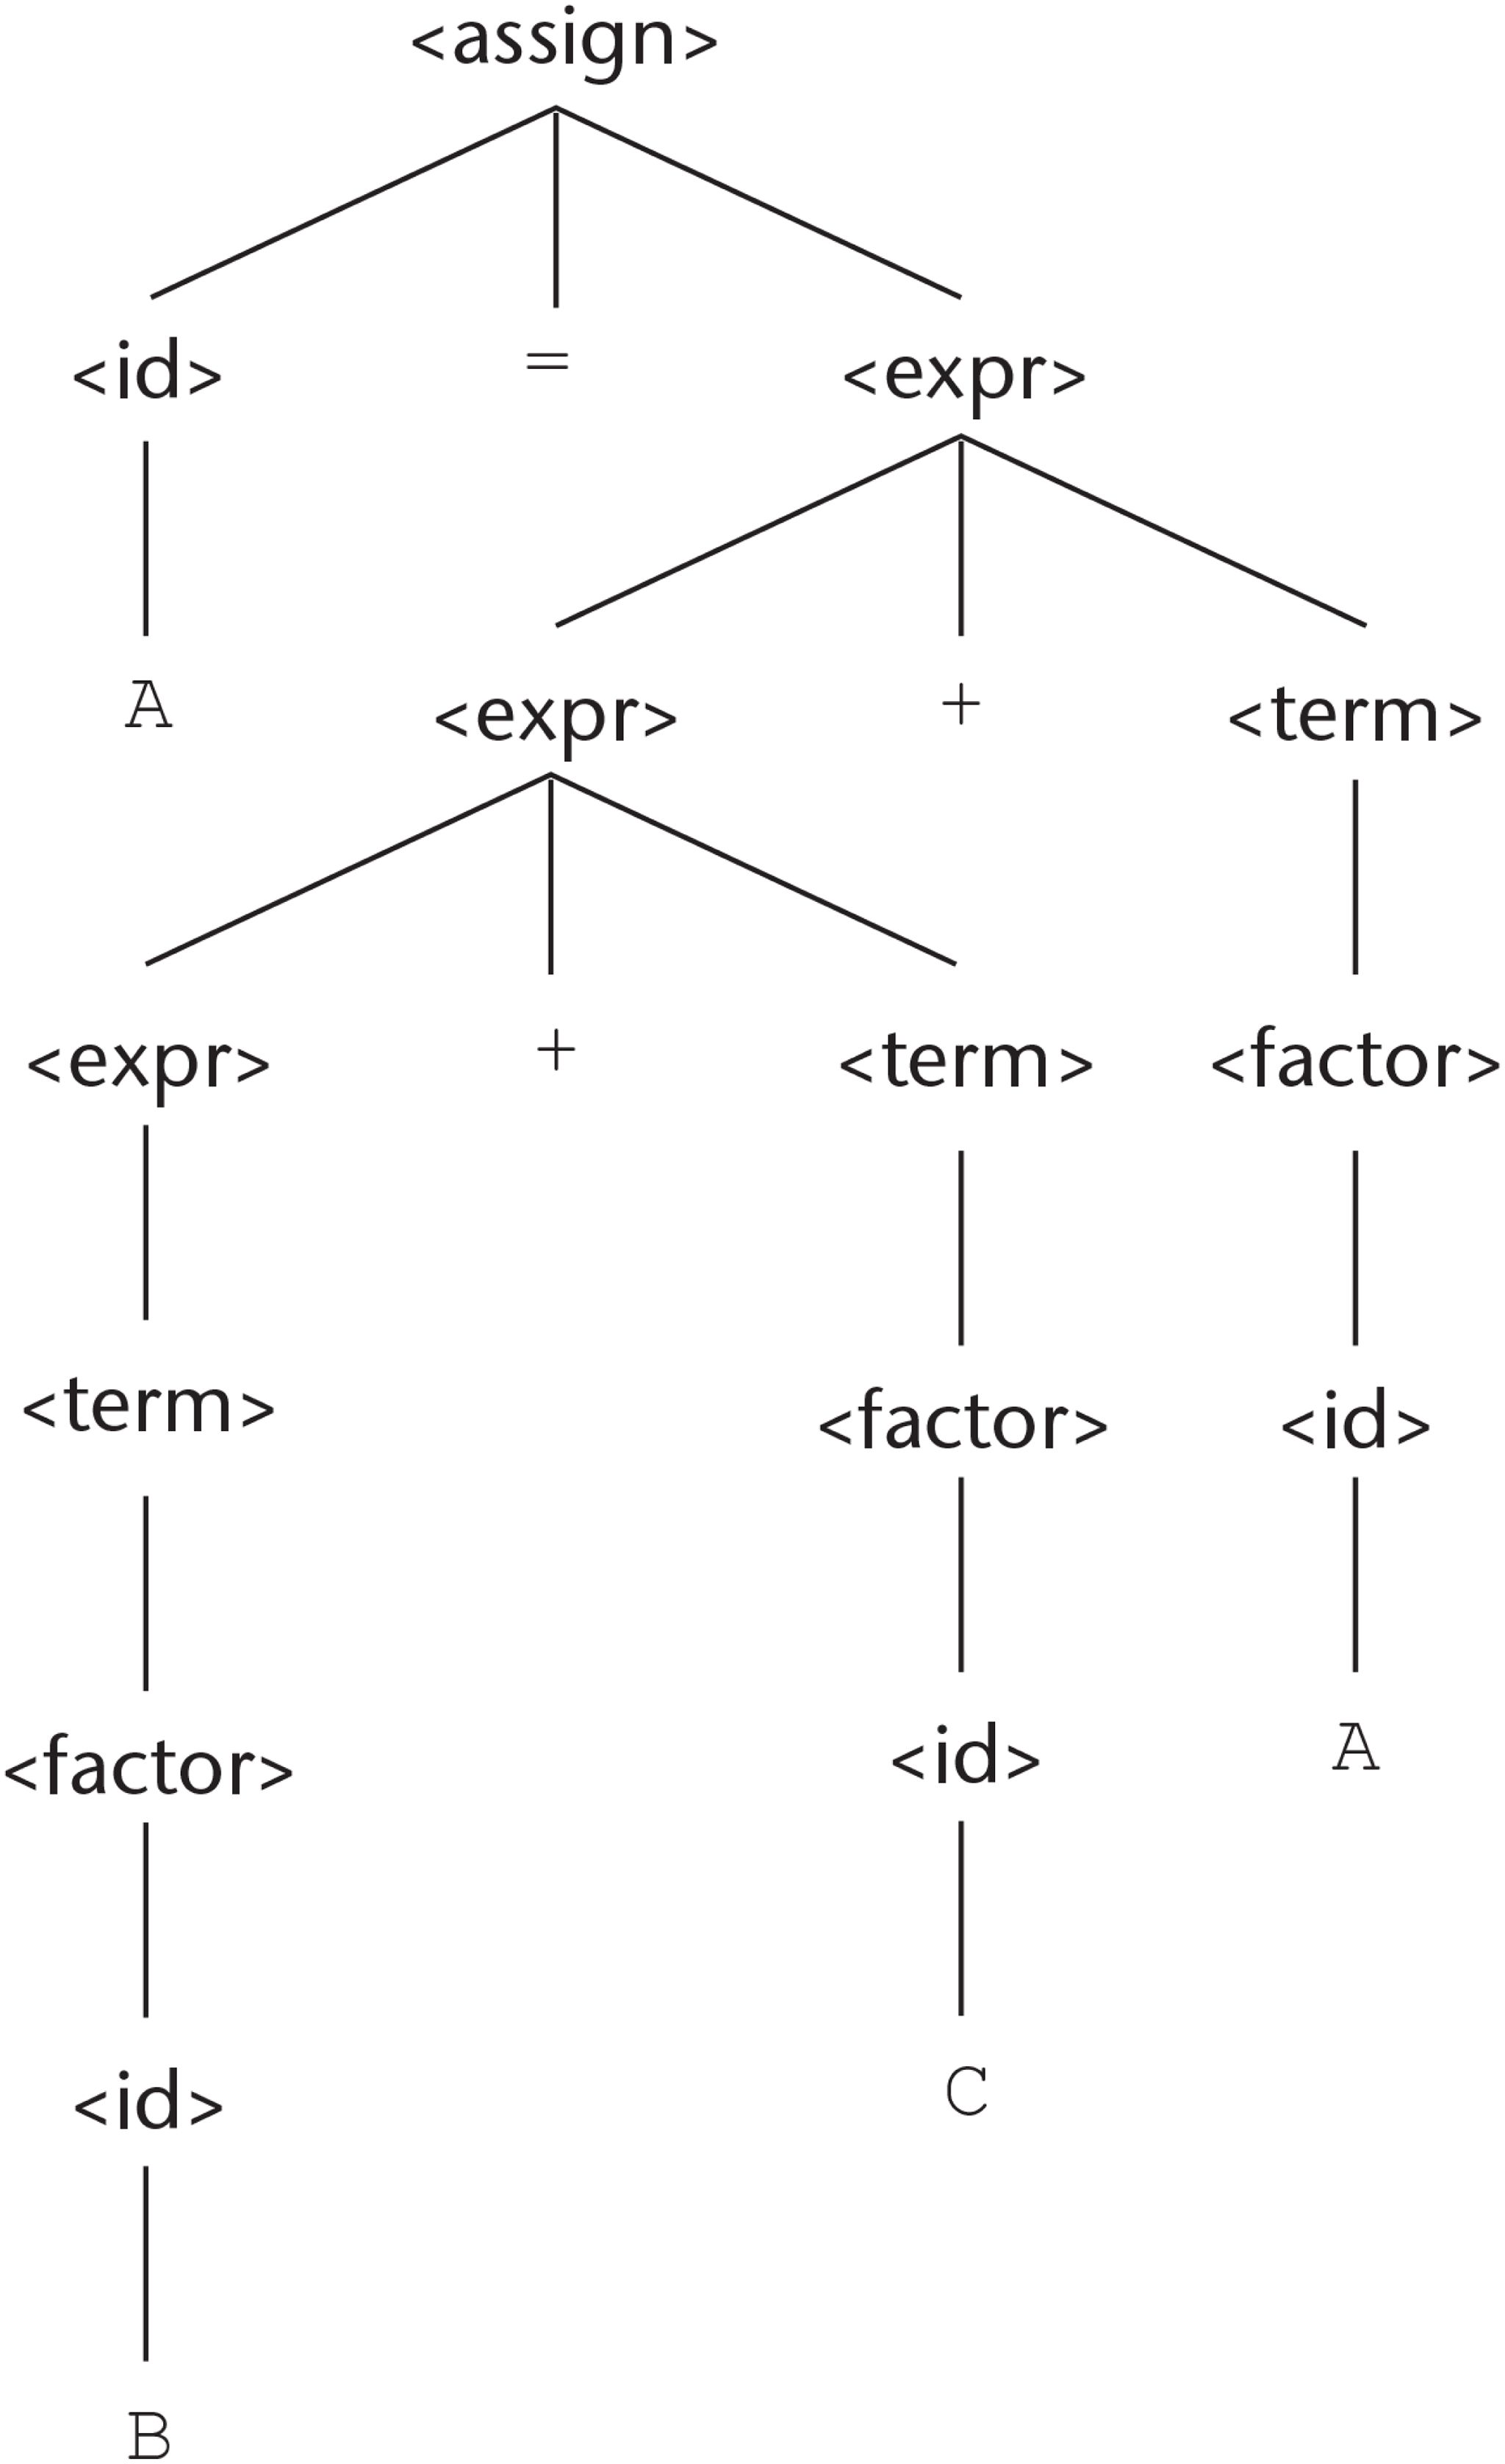 <assign>
<id> = <expr>
A <expr> + <term>
<expr> + <term> <factor>
<term> <factor> <id>
<factor> <id> A
<id> C
B